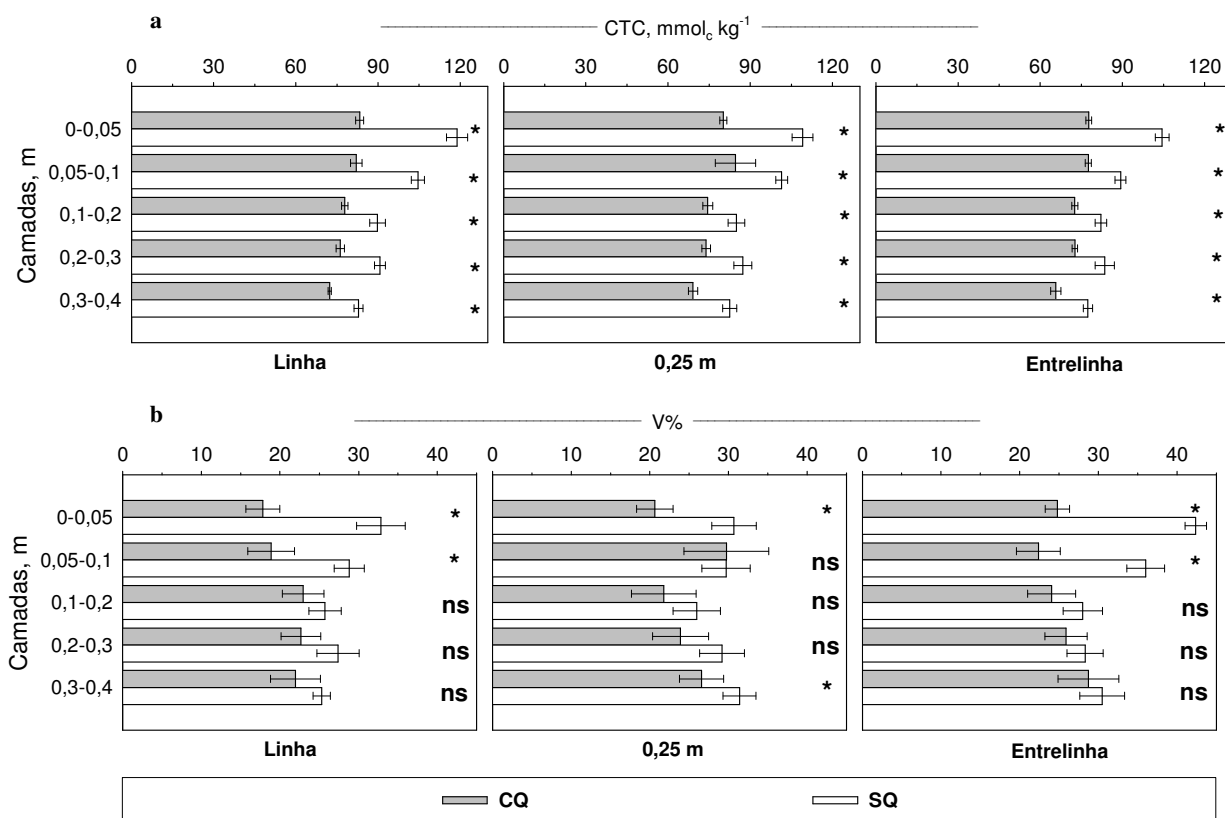 a
CTC, mmol_c kg^-1
0 30 60 90 120 0 30 60 90 120 0 30 60 90 120
Camadas, m
0-0,05 * * *
0,05-0,1 * * *
0,1-0,2 * * *
0,2-0,3 * * *
0,3-0,4 * * *
Linha 0,25 m Entrelinha
b
V%
0 10 20 30 40 0 10 20 30 40 0 10 20 30 40
Camadas, m
0-0,05 * * *
0,05-0,1 * ns *
0,1-0,2 ns ns ns
0,2-0,3 ns ns ns
0,3-0,4 ns * ns
Linha 0,25 m Entrelinha
CQ SQ